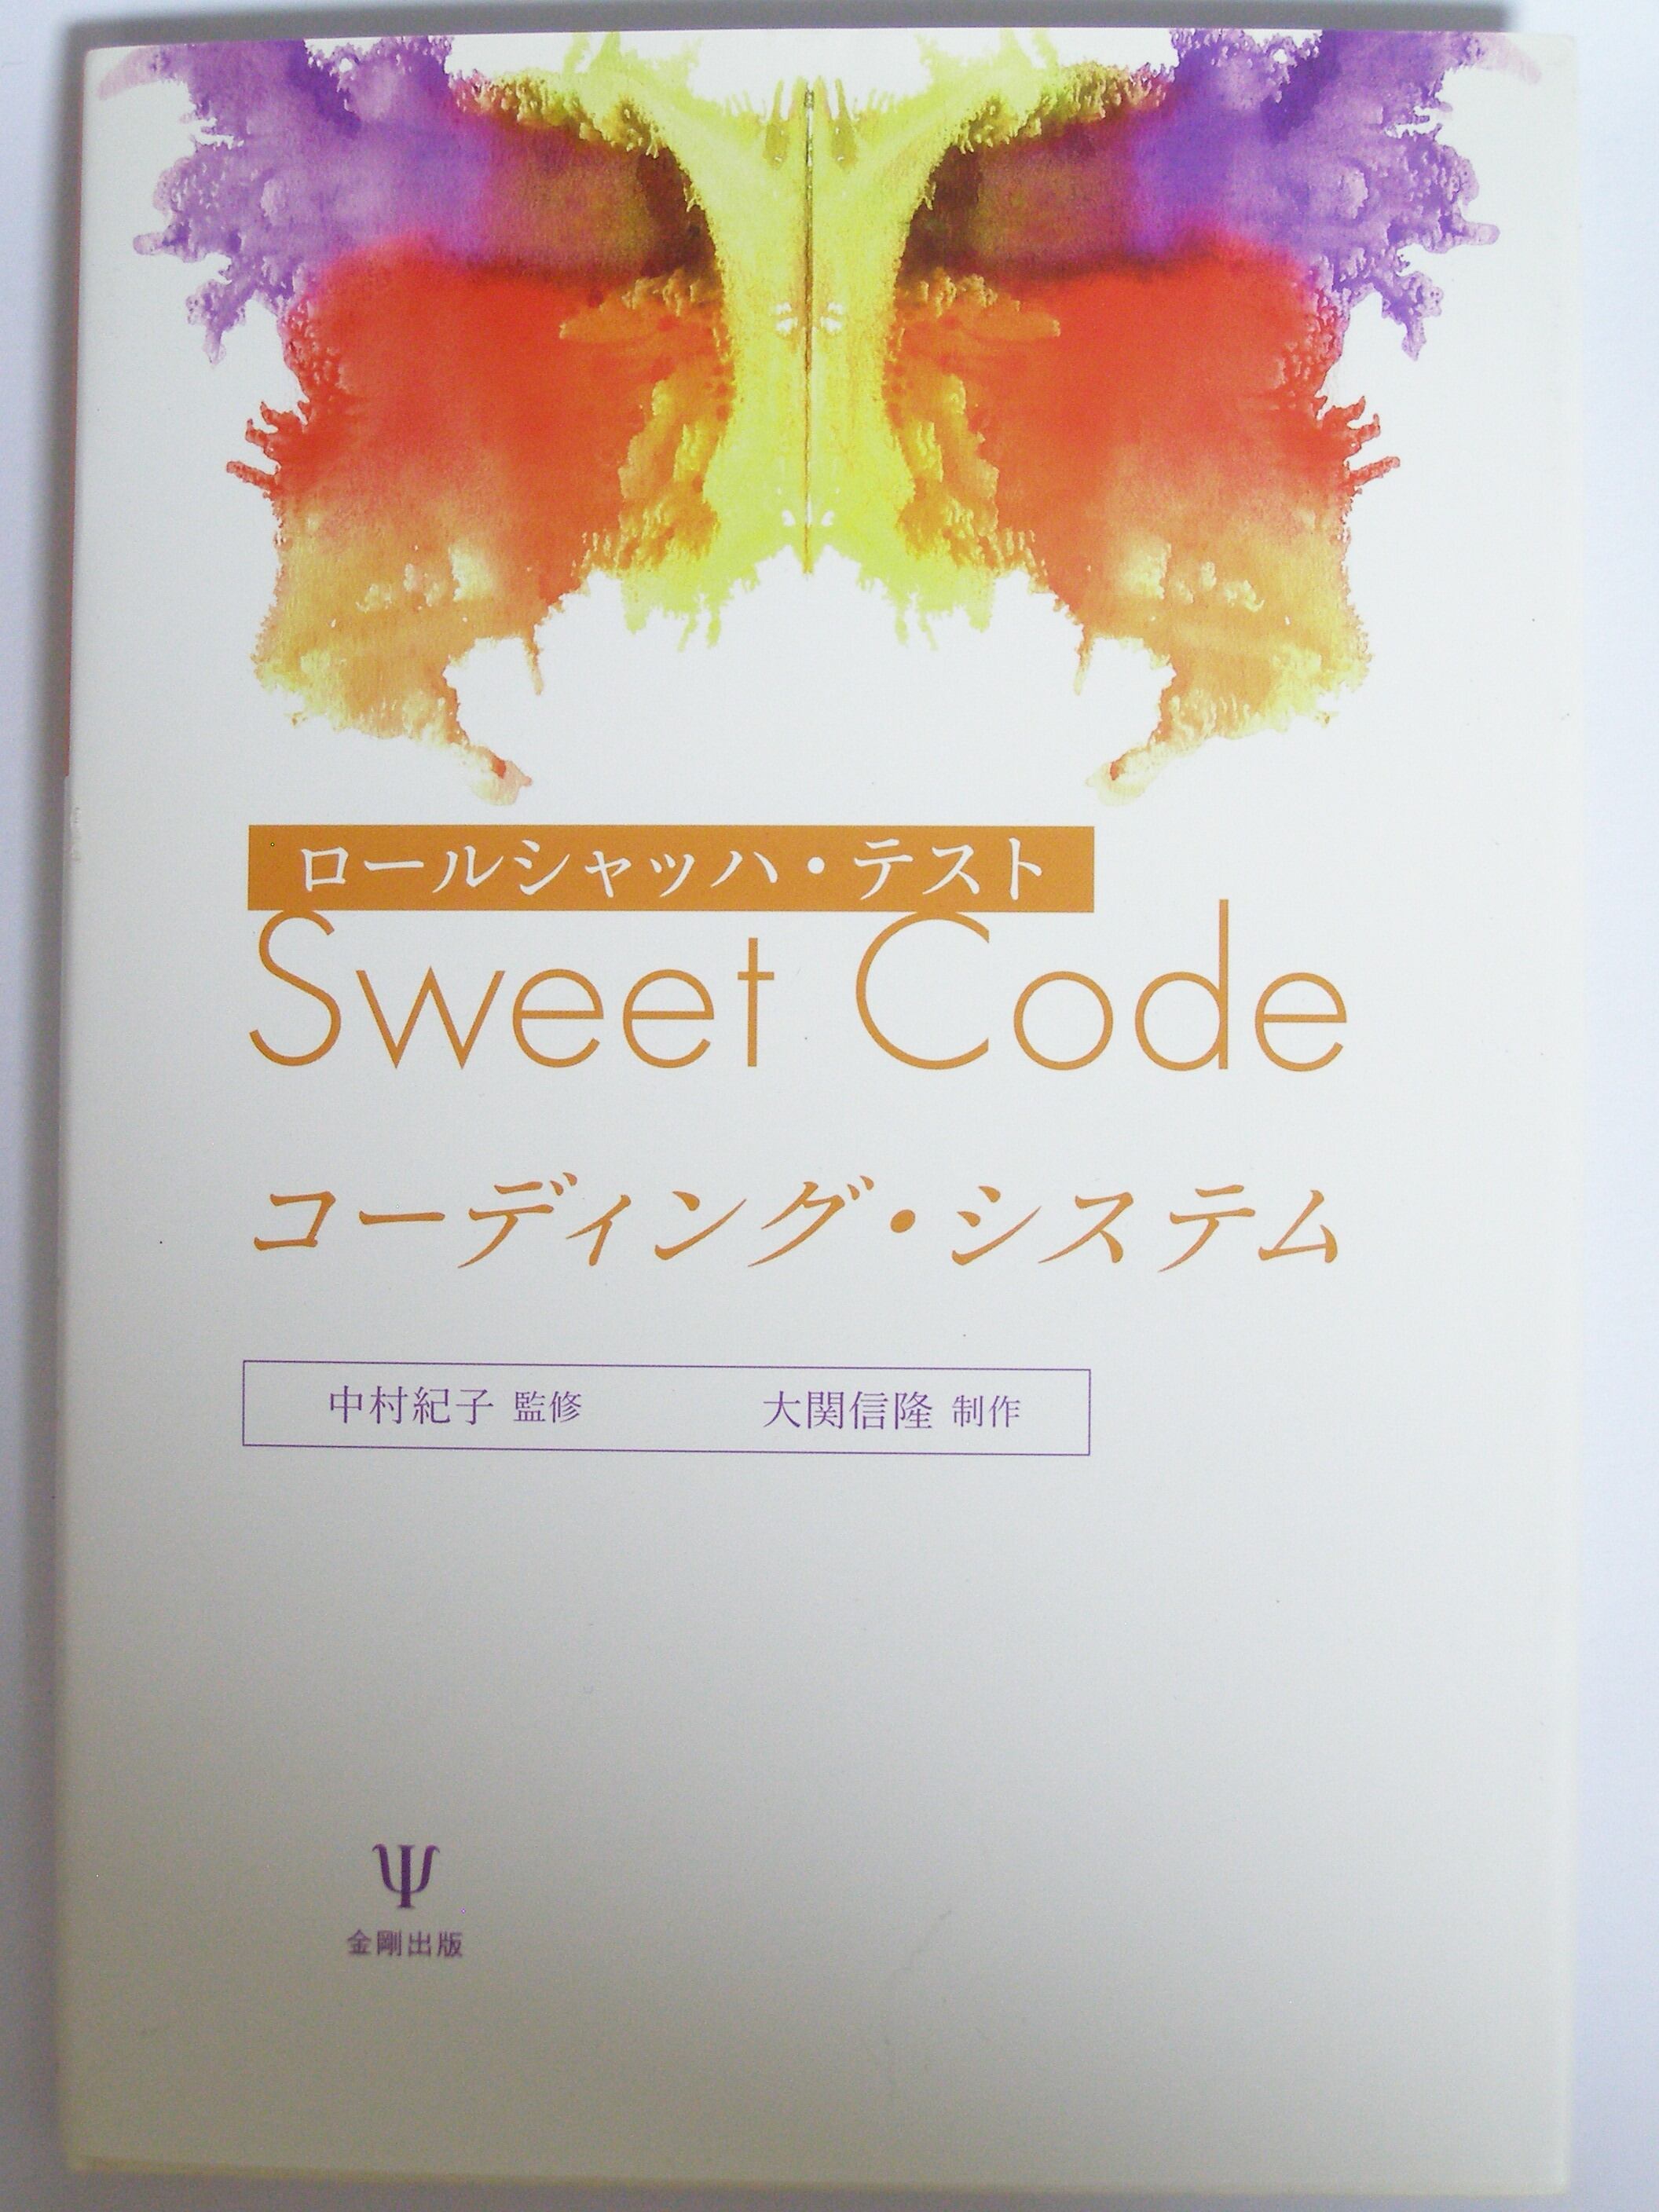 ロールシャッハ・テスト
Sweet Code
コーディング・システム
中村紀子 監修 大関信隆 制作
Ψ
金剛出版